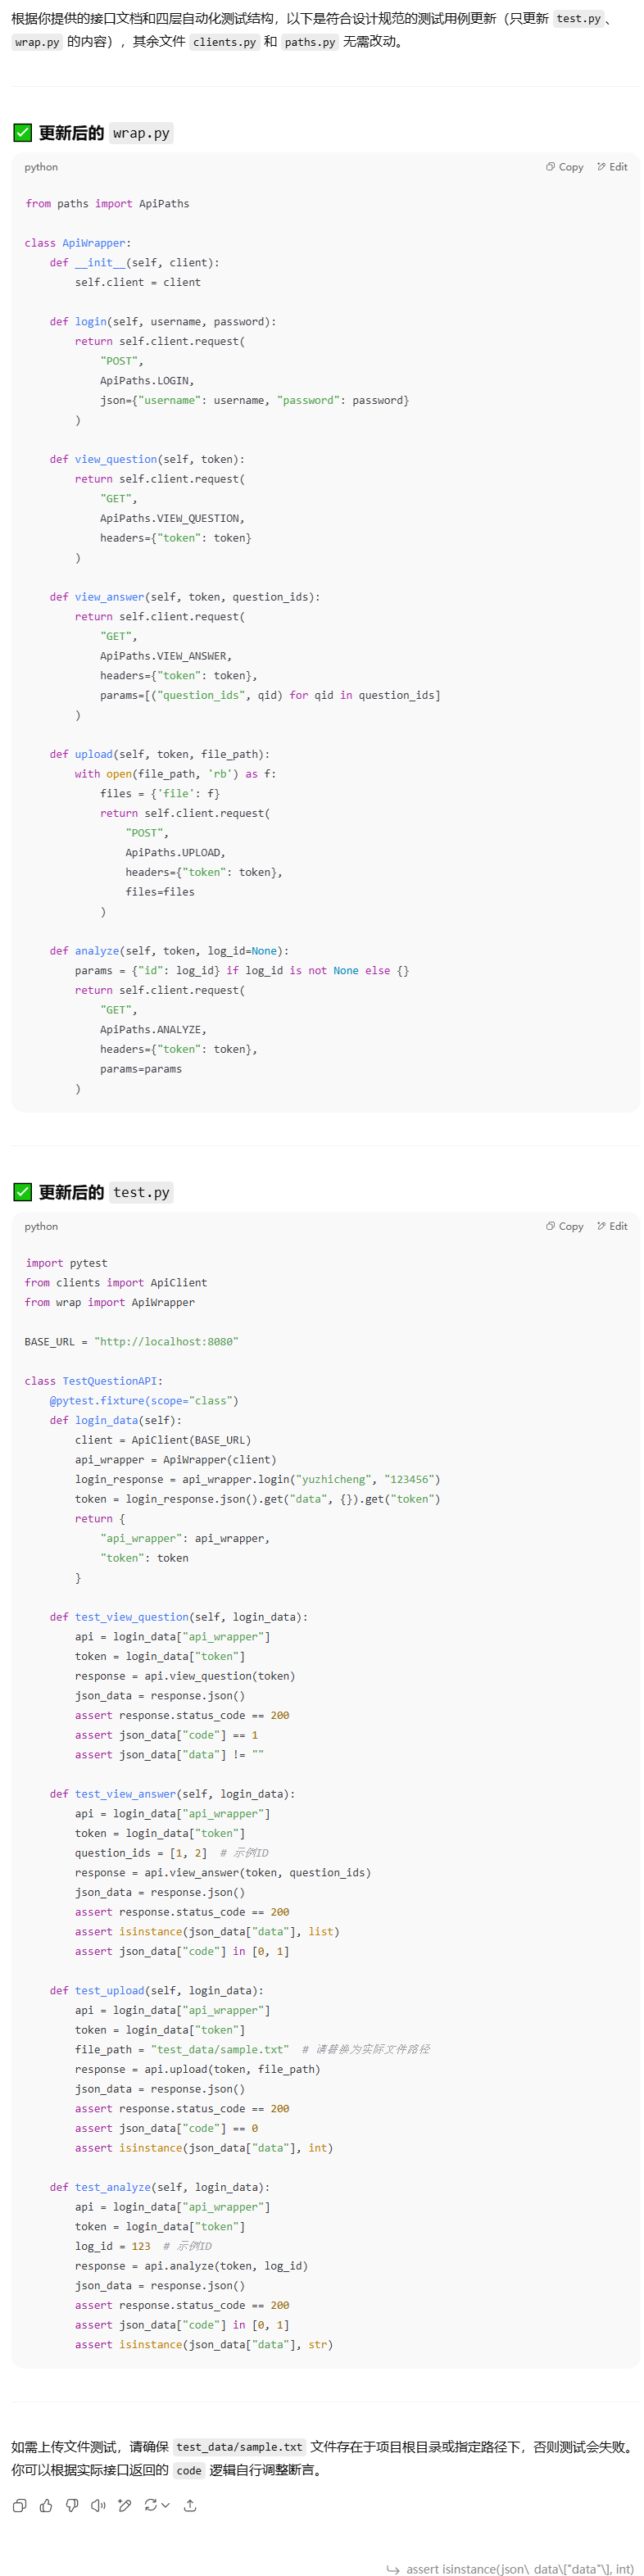 根据你提供的接口文档和四层自动化测试结构，以下是符合设计规范的测试用例更新（只更新 test.py、
wrap.py 的内容），其余文件 clients.py 和 paths.py 无需改动。
✅ 更新后的 wrap.py
python
Copy
Edit
from paths import ApiPaths
class ApiWrapper:
    def __init__(self, client):
        self.client = client
    def login(self, username, password):
        return self.client.request(
            "POST",
            ApiPaths.LOGIN,
            json={"username": username, "password": password}
        )
    def view_question(self, token):
        return self.client.request(
            "GET",
            ApiPaths.VIEW_QUESTION,
            headers={"token": token}
        )
    def view_answer(self, token, question_ids):
        return self.client.request(
            "GET",
            ApiPaths.VIEW_ANSWER,
            headers={"token": token},
            params=[("question_ids", qid) for qid in question_ids]
        )
    def upload(self, token, file_path):
        with open(file_path, 'rb') as f:
            files = {'file': f}
            return self.client.request(
                "POST",
                ApiPaths.UPLOAD,
                headers={"token": token},
                files=files
            )
    def analyze(self, token, log_id=None):
        params = {"id": log_id} if log_id is not None else {}
        return self.client.request(
            "GET",
            ApiPaths.ANALYZE,
            headers={"token": token},
            params=params
        )
✅ 更新后的 test.py
python
Copy
Edit
import pytest
from clients import ApiClient
from wrap import ApiWrapper
BASE_URL = "http://localhost:8080"
class TestQuestionAPI:
    @pytest.fixture(scope="class")
    def login_data(self):
        client = ApiClient(BASE_URL)
        api_wrapper = ApiWrapper(client)
        login_response = api_wrapper.login("yuzhicheng", "123456")
        token = login_response.json().get("data", {}).get("token")
        return {
            "api_wrapper": api_wrapper,
            "token": token
        }
    def test_view_question(self, login_data):
        api = login_data["api_wrapper"]
        token = login_data["token"]
        response = api.view_question(token)
        json_data = response.json()
        assert response.status_code == 200
        assert json_data["code"] == 1
        assert json_data["data"] != ""
    def test_view_answer(self, login_data):
        api = login_data["api_wrapper"]
        token = login_data["token"]
        question_ids = [1, 2]  # 示例ID
        response = api.view_answer(token, question_ids)
        json_data = response.json()
        assert response.status_code == 200
        assert isinstance(json_data["data"], list)
        assert json_data["code"] in [0, 1]
    def test_upload(self, login_data):
        api = login_data["api_wrapper"]
        token = login_data["token"]
        file_path = "test_data/sample.txt"  # 请替换为实际文件路径
        response = api.upload(token, file_path)
        json_data = response.json()
        assert response.status_code == 200
        assert json_data["code"] == 0
        assert isinstance(json_data["data"], int)
    def test_analyze(self, login_data):
        api = login_data["api_wrapper"]
        token = login_data["token"]
        log_id = 123  # 示例ID
        response = api.analyze(token, log_id)
        json_data = response.json()
        assert response.status_code == 200
        assert json_data["code"] in [0, 1]
        assert isinstance(json_data["data"], str)
如需上传文件测试，请确保 test_data/sample.txt 文件存在于项目根目录或指定路径下，否则测试会失败。
你可以根据实际接口返回的 code 逻辑自行调整断言。
assert isinstance(json\_data\["data"\], int)